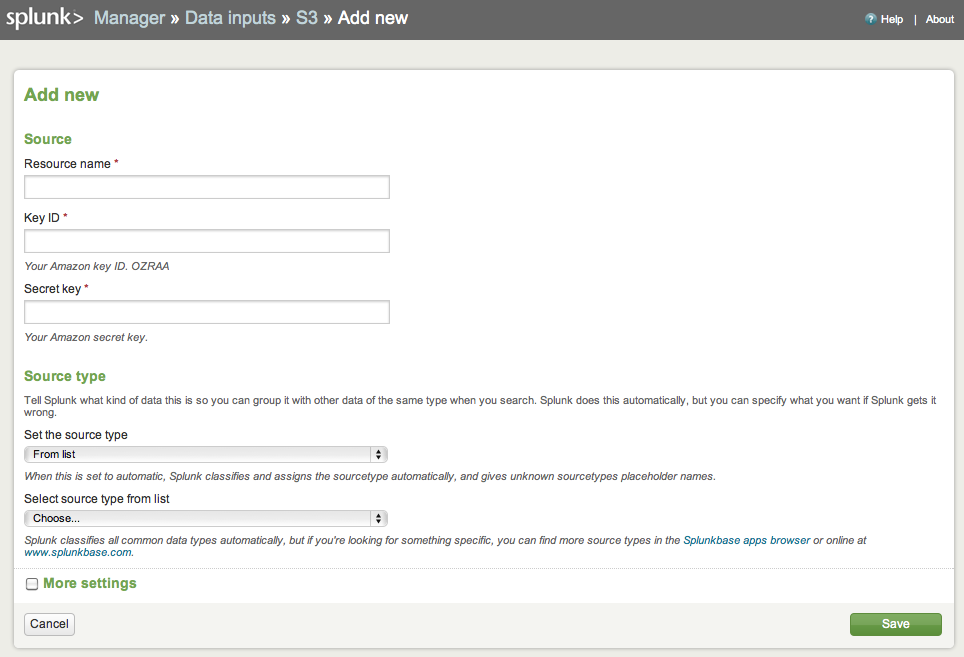 splunk> Manager » Data inputs » S3 » Add new
? Help | About
Add new
Source
Resource name *
Key ID *
Your Amazon key ID. OZRAA
Secret key *
Your Amazon secret key.
Source type
Tell Splunk what kind of data this is so you can group it with other data of the same type when you search. Splunk does this automatically, but you can specify what you want if Splunk gets it
wrong.
Set the source type
From list
When this is set to automatic, Splunk classifies and assigns the sourcetype automatically, and gives unknown sourcetypes placeholder names.
Select source type from list
Choose...
Splunk classifies all common data types automatically, but if you're looking for something specific, you can find more source types in the Splunkbase apps browser or online at
www.splunkbase.com.
More settings
Cancel
Save